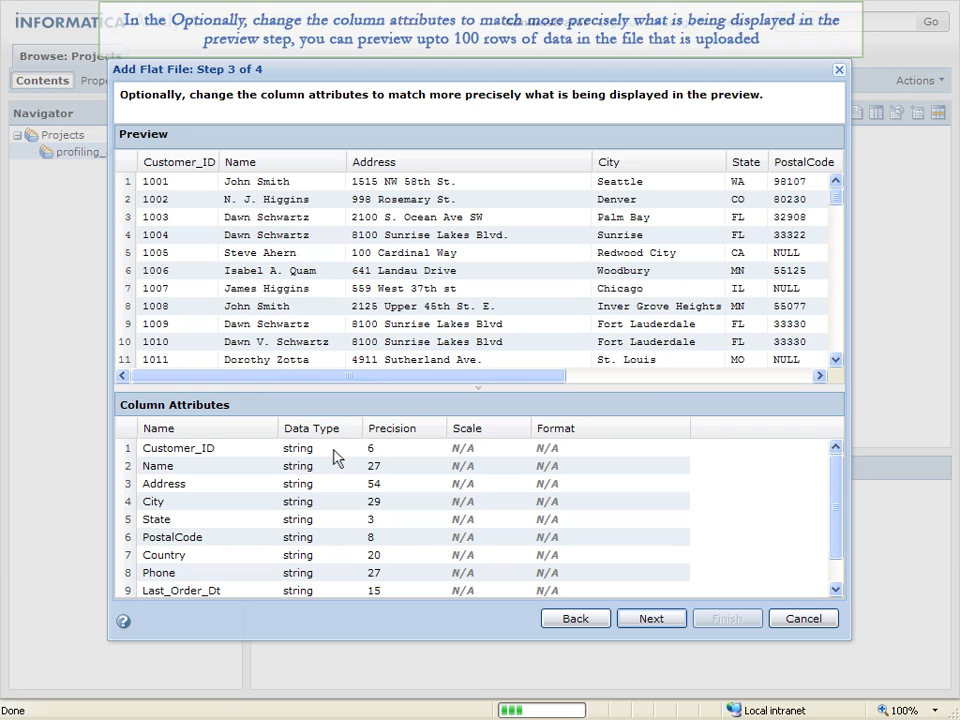 In the Optionally, change the column attributes to match more precisely what is being displayed in the
preview step, you can preview upto 100 rows of data in the file that is uploaded
INFORMATICA
Go
Browse: Projects
Contents
Actions
Navigator
Projects
profiling_
Add Flat File: Step 3 of 4
Optionally, change the column attributes to match more precisely what is being displayed in the preview.
Preview
Customer_ID Name Address City State PostalCode
1 1001 John Smith 1515 NW 58th St. Seattle WA 98107
2 1002 N. J. Higgins 998 Rosemary St. Denver CO 80230
3 1003 Dawn Schwartz 2100 S. Ocean Ave SW Palm Bay FL 32908
4 1004 Dawn Schwartz 8100 Sunrise Lakes Blvd. Sunrise FL 33322
5 1005 Steve Ahern 100 Cardinal Way Redwood City CA NULL
6 1006 Isabel A. Quam 641 Landau Drive Woodbury MN 55125
7 1007 James Higgins 559 West 37th st Chicago IL NULL
8 1008 John Smith 2125 Upper 45th St. E. Inver Grove Heights MN 55077
9 1009 Dawn Schwartz 8100 Sunrise Lakes Blvd Fort Lauderdale FL 33330
10 1010 Dawn V. Schwartz 8100 Sunrise Lakes Blvd Fort Lauderdale FL 33330
11 1011 Dorothy Zotta 4911 Sutherland Ave. St. Louis MO NULL
Column Attributes
Name Data Type Precision Scale Format
1 Customer_ID string 6 N/A N/A
2 Name string 27 N/A N/A
3 Address string 54 N/A N/A
4 City string 29 N/A N/A
5 State string 3 N/A N/A
6 PostalCode string 8 N/A N/A
7 Country string 20 N/A N/A
8 Phone string 27 N/A N/A
9 Last_Order_Dt string 15 N/A N/A
? Back Next Finish Cancel
Done Local intranet 100%